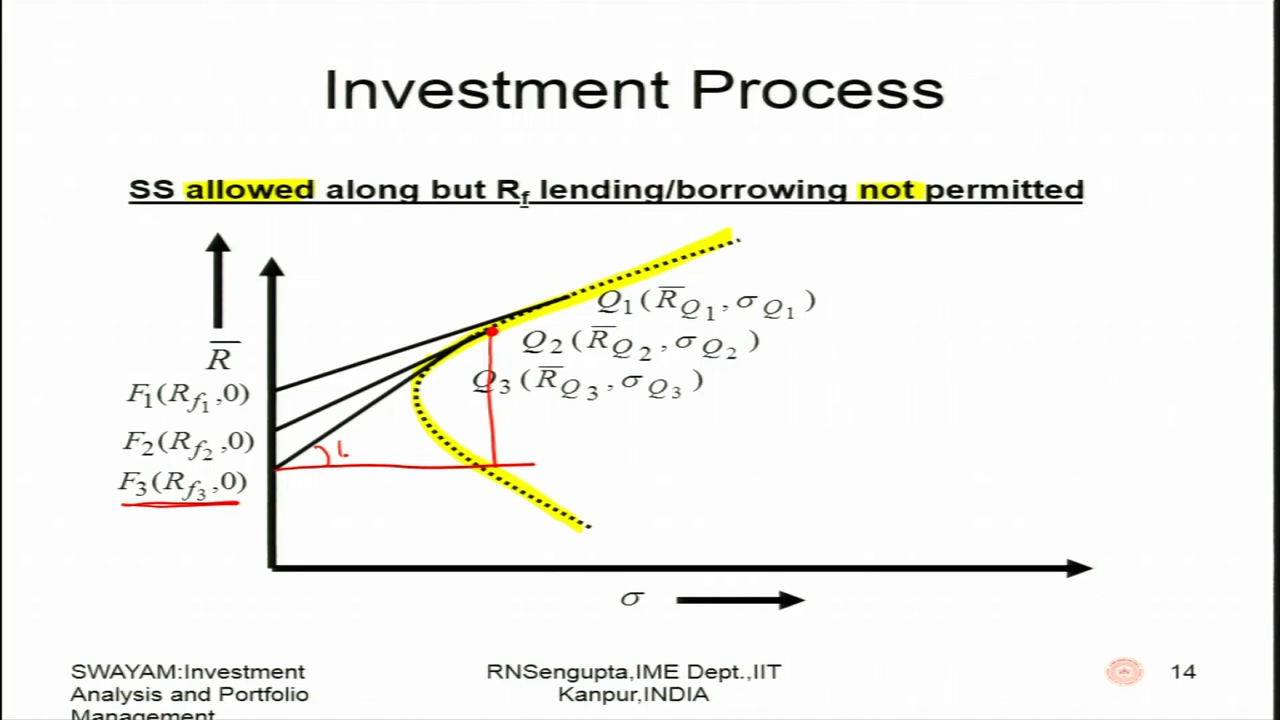 Investment Process
SS allowed along but R_f lending/borrowing not permitted
R̅
F₁(R_f₁,0)
F₂(R_f₂,0)
F₃(R_f₃,0)
Q₁(R̅_Q₁,σ_Q₁)
Q₂(R̅_Q₂,σ_Q₂)
Q₃(R̅_Q₃,σ_Q₃)
σ
SWAYAM:Investment
Analysis and Portfolio
Management
RNSengupta,IME Dept.,IIT
Kanpur,INDIA
14